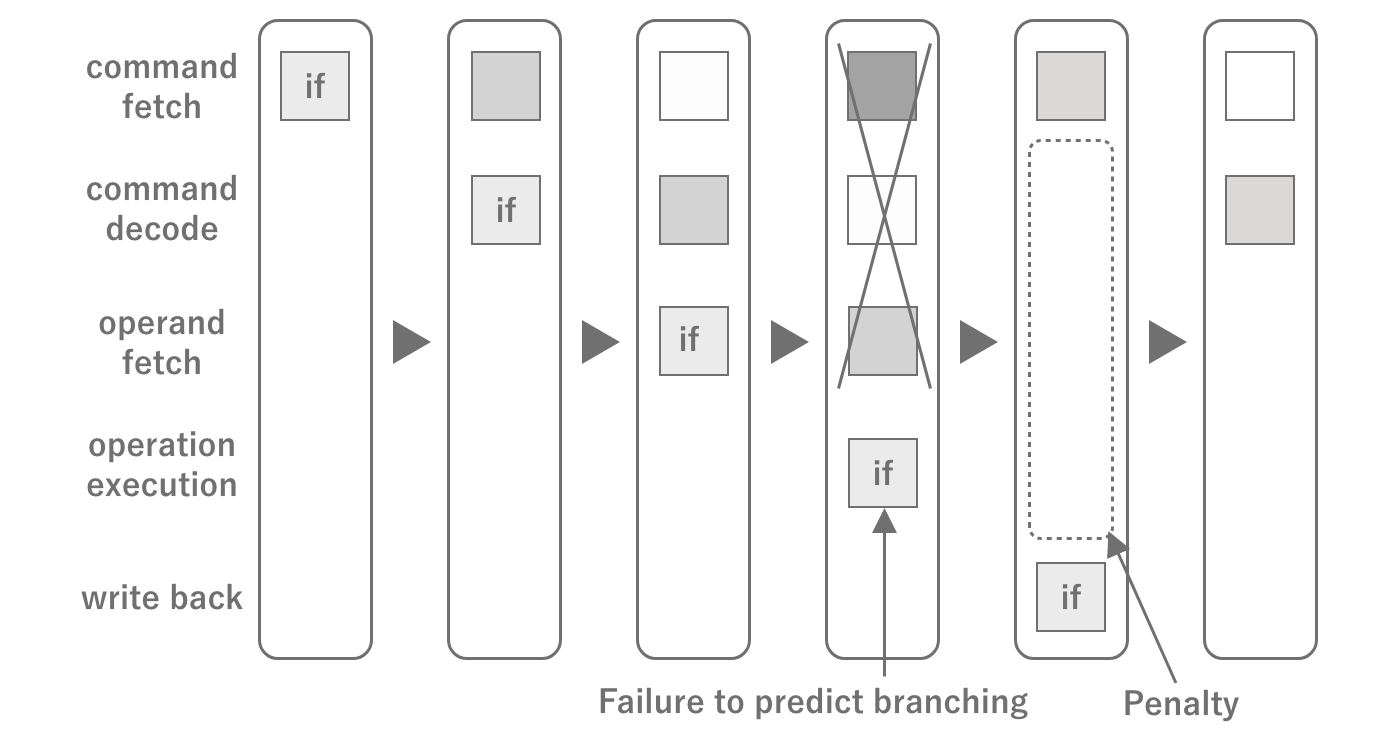 command
fetch
if
command
decode
if
operand
fetch
if
operation
execution
if
write back
if
Failure to predict branching
Penalty